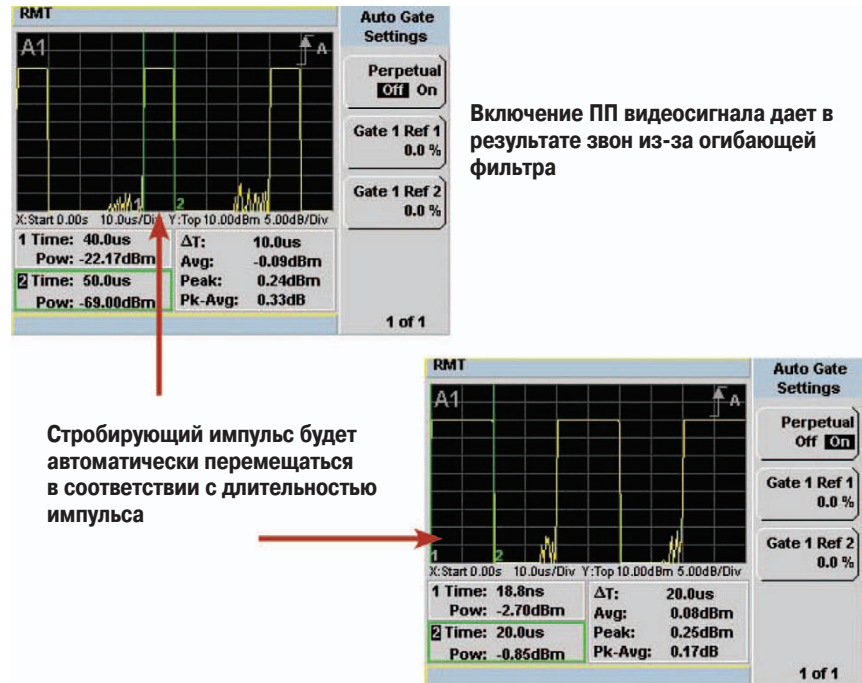 RMT
Auto Gate
Settings
A1
A
Perpetual
Off On
Gate 1 Ref 1
0.0 %
Gate 1 Ref 2
0.0 %
1
2
X:Start 0.00s 10.0us/Div Y:Top 10.00dBm 5.00dB/Div
1 Time: 40.0us
Pow: -22.17dBm
2 Time: 50.0us
Pow: -69.00dBm
ΔT: 10.0us
Avg: -0.09dBm
Peak: 0.24dBm
Pk-Avg: 0.33dB
1 of 1
Включение ПП видеосигнала дает в
результате звон из-за огибающей
фильтра
Стробирующий импульс будет
автоматически перемещаться
в соответствии с длительностью
импульса
RMT
Auto Gate
Settings
A1
A
Perpetual
Off On
Gate 1 Ref 1
0.0 %
Gate 1 Ref 2
0.0 %
1
2
X:Start 0.00s 10.0us/Div Y:Top 10.00dBm 5.00dB/Div
1 Time: 18.8ns
Pow: -2.70dBm
2 Time: 20.0us
Pow: -0.85dBm
ΔT: 20.0us
Avg: 0.08dBm
Peak: 0.25dBm
Pk-Avg: 0.17dB
1 of 1